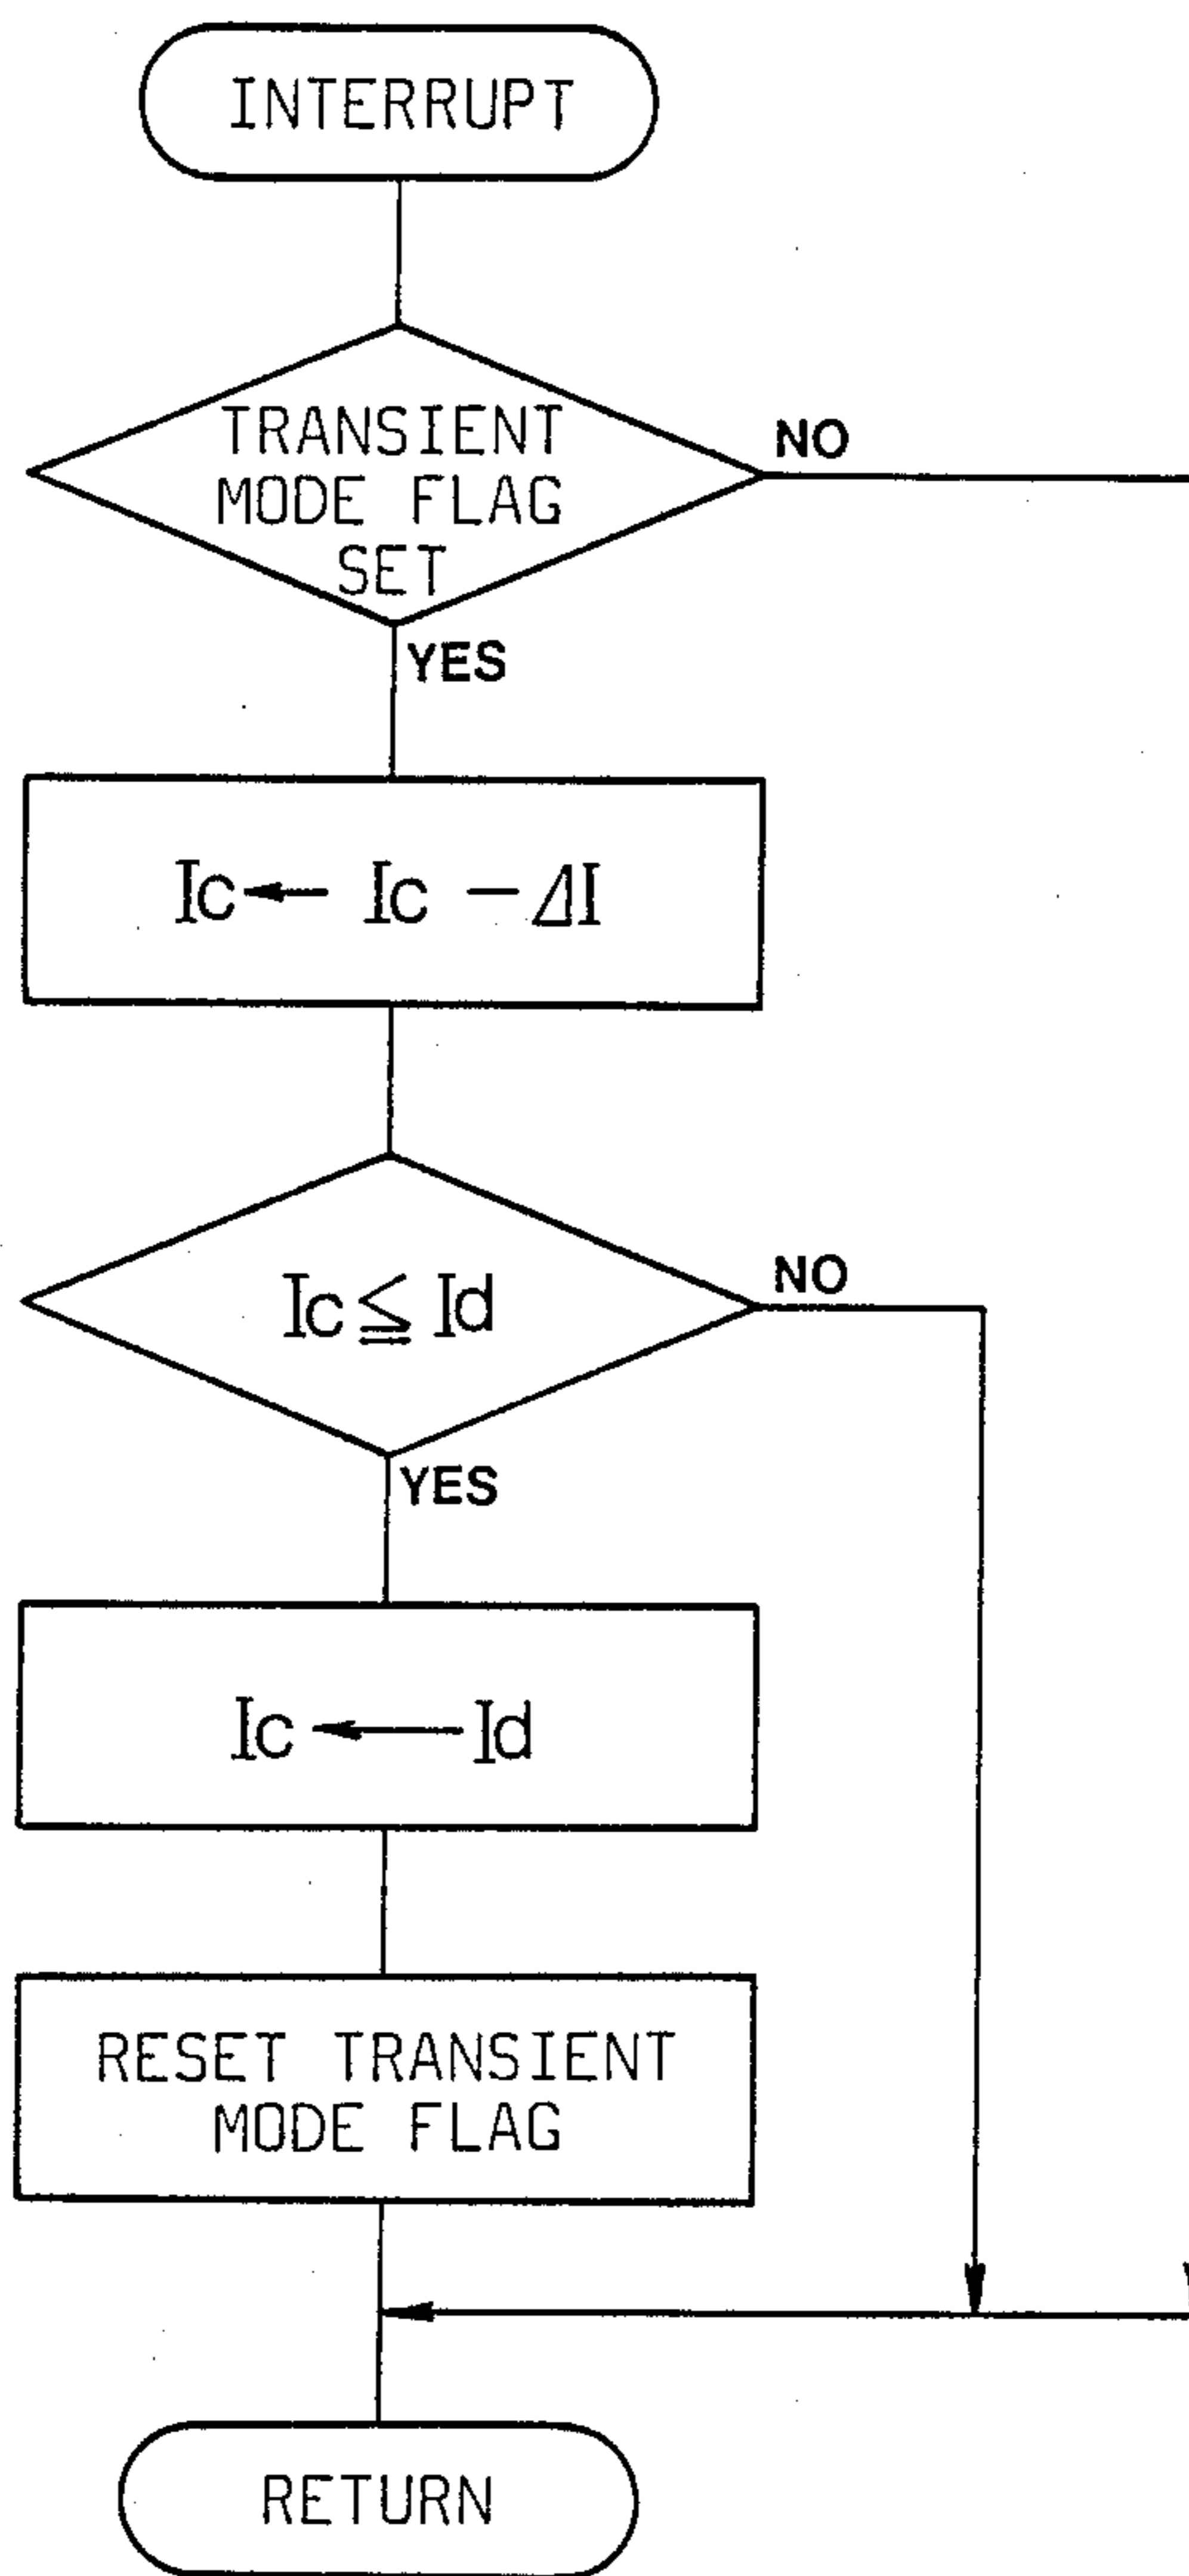 INTERRUPT
TRANSIENT
MODE FLAG
SET
NO
YES
Ic← Ic −ΔI
Ic≦ Id
NO
YES
Ic ← Id
RESET TRANSIENT
MODE FLAG
RETURN